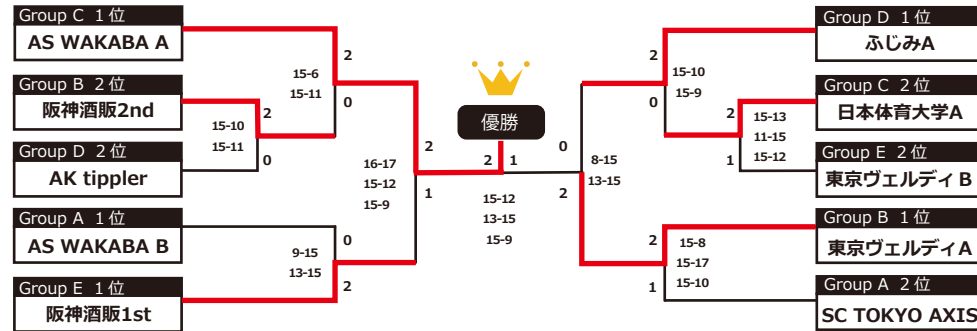 Group C 1位
AS WAKABA A
Group B 2位
阪神酒販2nd
Group D 2位
AK tippler
Group A 1位
AS WAKABA B
Group E 1位
阪神酒販1st
15-10
15-11
2
0
15-6
15-11
2
0
9-15
13-15
0
2
16-17
15-12
15-9
2
1
優勝
2
1
15-12
13-15
15-9
0
2
8-15
13-15
2
0
15-10
15-9
2
1
15-13
11-15
15-12
2
1
15-8
15-17
15-10
Group D 1位
ふじみA
Group C 2位
日本体育大学A
Group E 2位
東京ヴェルディB
Group B 1位
東京ヴェルディA
Group A 2位
SC TOKYO AXIS